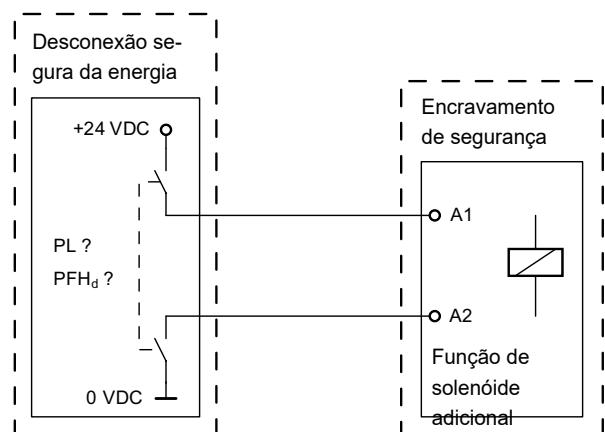 Desconexão se-
gura da energia
+24 VDC
PL ?
PFHd ?
0 VDC
Encravamento
de segurança
A1
A2
Função de
solenóide
adicional